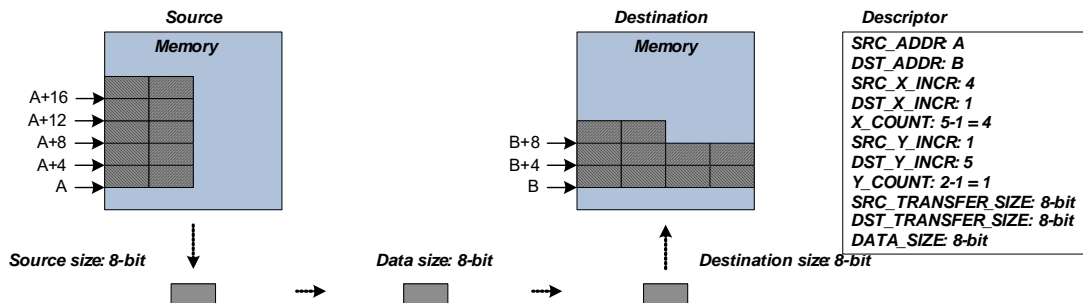 Source
Memory
A+16
A+12
A+8
A+4
A
Destination
Memory
B+8
B+4
B
Descriptor
SRC_ADDR: A
DST_ADDR: B
SRC_X_INCR: 4
DST_X_INCR: 1
X_COUNT: 5-1 = 4
SRC_Y_INCR: 1
DST_Y_INCR: 5
Y_COUNT: 2-1 = 1
SRC_TRANSFER_SIZE: 8-bit
DST_TRANSFER_SIZE: 8-bit
DATA_SIZE: 8-bit
Source size: 8-bit
Data size: 8-bit
Destination size: 8-bit